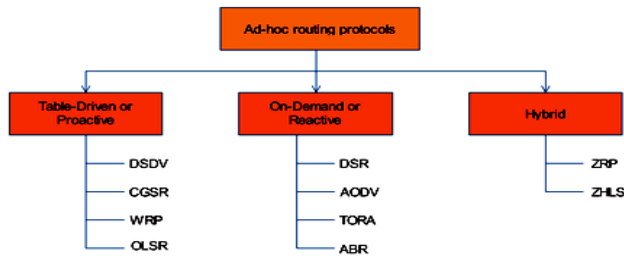 Ad-hoc routing protocols
Table-Driven or
Proactive
On-Demand or
Reactive
Hybrid
DSDV
CGSR
WRP
OLSR
DSR
AODV
TORA
ABR
ZRP
ZHLS